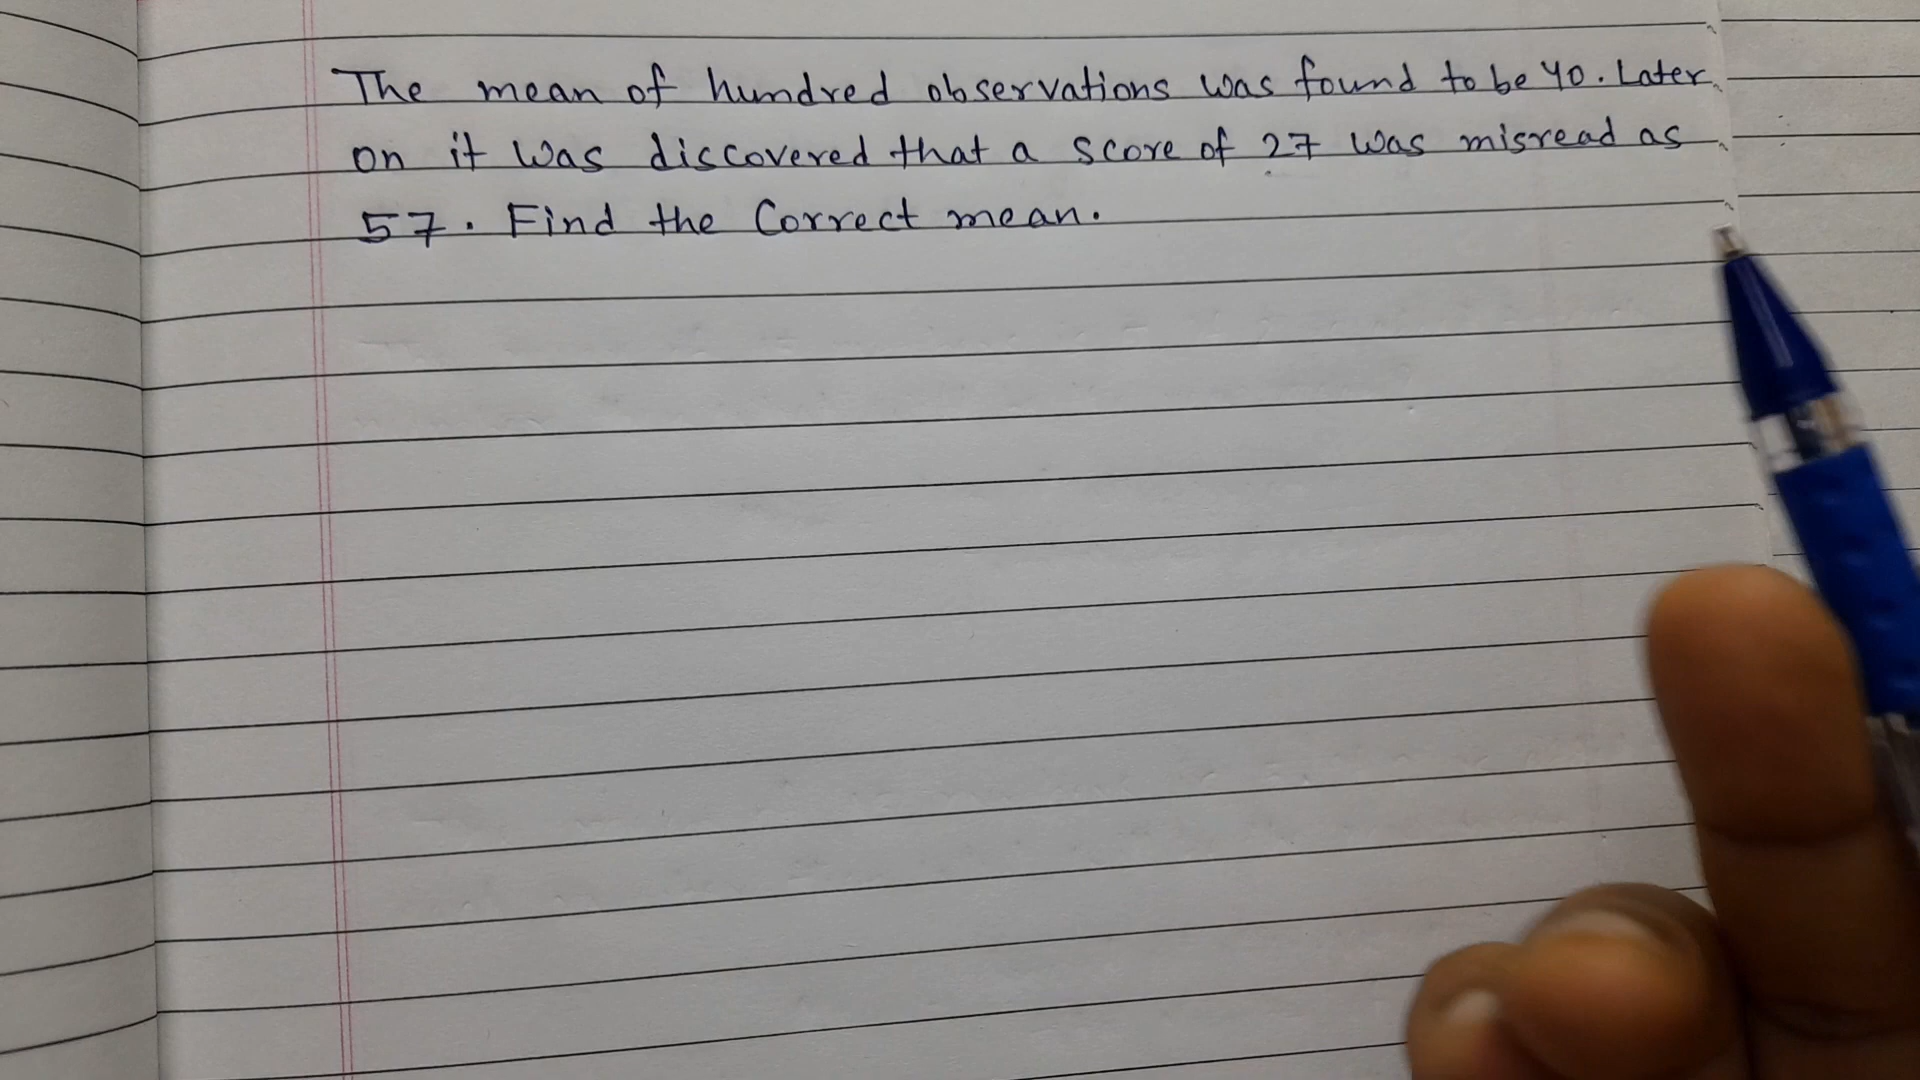 The mean of hundred observations was found to be 40. Later
on it was discovered that a score of 27 was misread as
57. Find the Correct mean.